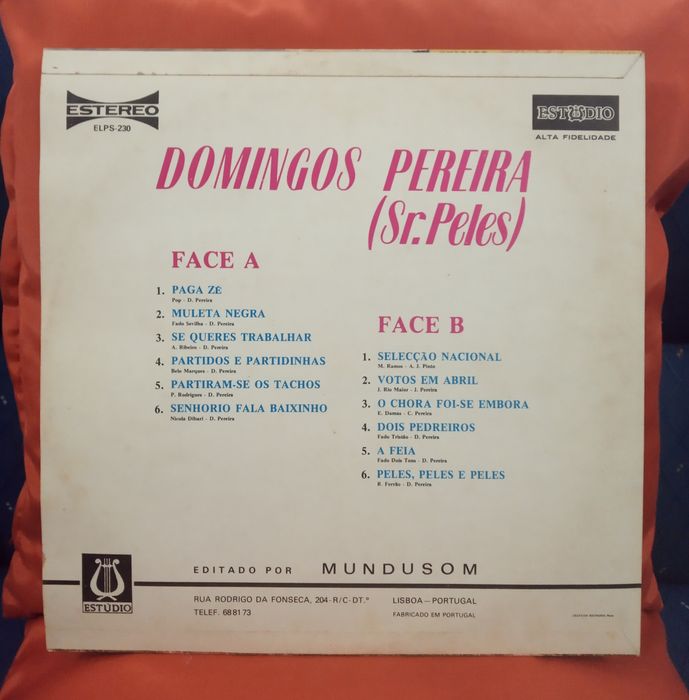 ESTEREO
ELPS-230
ESTÚDIO
ALTA FIDELIDADE
DOMINGOS PEREIRA
(Sr. Peles)
FACE A
1. PAGA ZÉ
Pop - D. Pereira
2. MULETA NEGRA
Fado Sevilha - D. Pereira
3. SE QUERES TRABALHAR
A. Ribeiro - D. Pereira
4. PARTIDOS E PARTIDINHAS
Belo Marques - D. Pereira
5. PARTIRAM-SE OS TACHOS
P. Rodrigues - D. Pereira
6. SENHORIO FALA BAIXINHO
Nicola Dibari - D. Pereira
FACE B
1. SELECÇÃO NACIONAL
M. Ramos - A. J. Pinto
2. VOTOS EM ABRIL
J. Rio Maior - J. Pereira
3. O CHORA FOI-SE EMBORA
E. Damas - C. Pereira
4. DOIS PEDREIROS
Fado Tristão - D. Pereira
5. A FEIA
Fado Dois Tons - D. Pereira
6. PELES, PELES E PELES
R. Ferrão - D. Pereira
ESTÚDIO
EDITADO POR MUNDUSOM
RUA RODRIGO DA FONSECA, 204-R/C-DT.º LISBOA — PORTUGAL
TELEF. 68 81 73 FABRICADO EM PORTUGAL